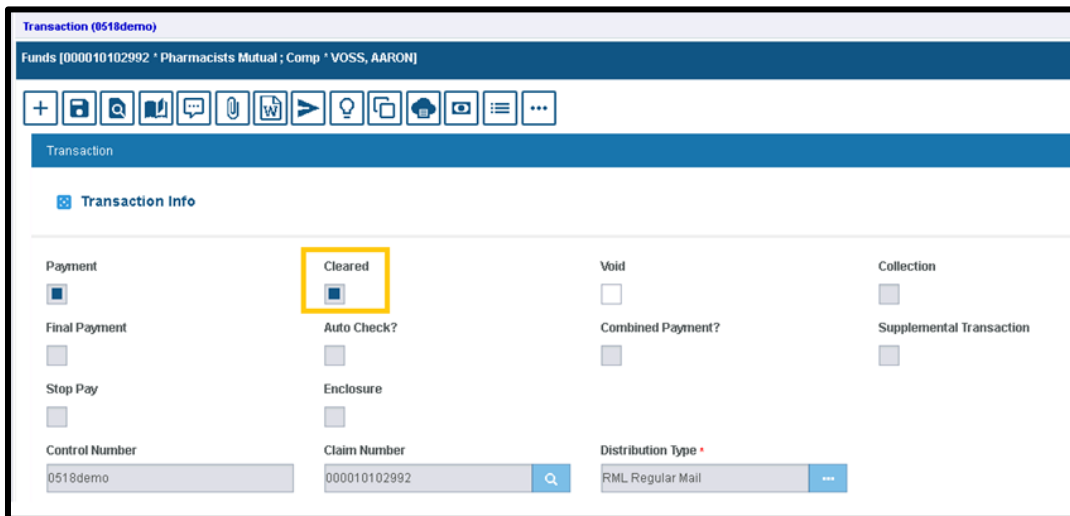 Transaction (0518demo)
Funds [000010102992 * Pharmacists Mutual ; Comp * VOSS, AARON]
Transaction
Transaction Info
Payment Cleared Void Collection
Final Payment Auto Check? Combined Payment? Supplemental Transaction
Stop Pay Enclosure
Control Number Claim Number Distribution Type *
0518demo 000010102992 RML Regular Mail